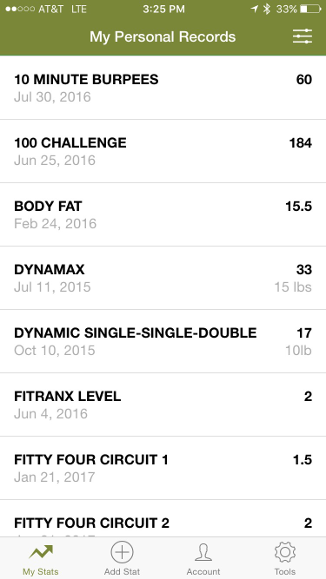 AT&T LTE 3:25 PM 33%
My Personal Records
10 MINUTE BURPEES 60
Jul 30, 2016
100 CHALLENGE 184
Jun 25, 2016
BODY FAT 15.5
Feb 24, 2016
DYNAMAX 33
Jul 11, 2015 15 lbs
DYNAMIC SINGLE-SINGLE-DOUBLE 17
Oct 10, 2015 10lb
FITRANX LEVEL 2
Jun 4, 2016
FITTY FOUR CIRCUIT 1 1.5
Jan 21, 2017
FITTY FOUR CIRCUIT 2 2
My Stats Add Stat Account Tools